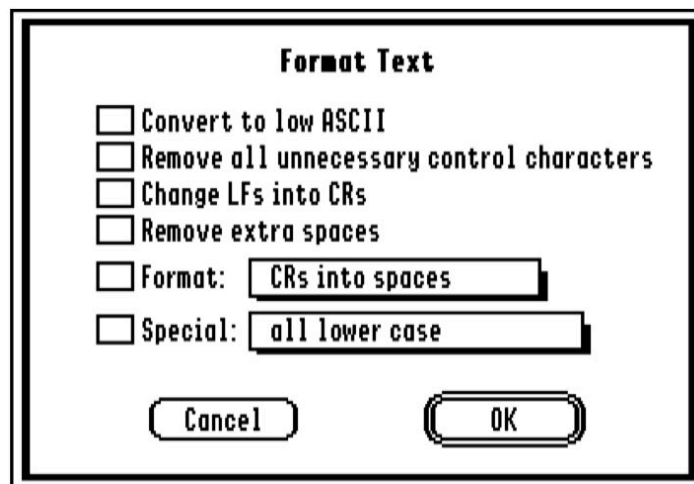 Format Text
Convert to low ASCII
Remove all unnecessary control characters
Change LFs into CRs
Remove extra spaces
Format: CRs into spaces
Special: all lower case
Cancel OK